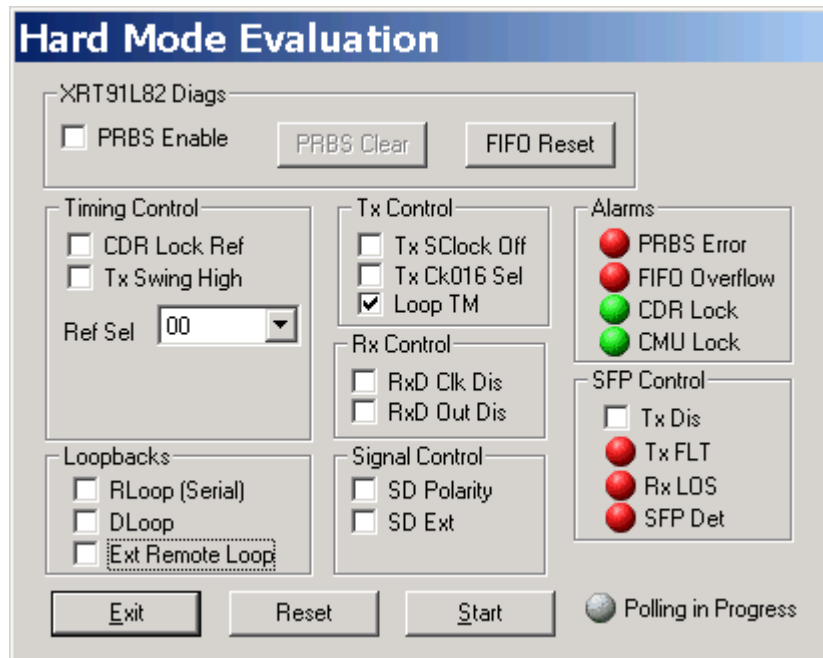 Hard Mode Evaluation
XRT91L82 Diags
PRBS Enable
PRBS Clear
FIFO Reset
Timing Control
CDR Lock Ref
Tx Swing High
Ref Sel
00
Tx Control
Tx SClock Off
Tx Ck016 Sel
Loop TM
Rx Control
RxD Clk Dis
RxD Out Dis
Alarms
PRBS Error
FIFO Overflow
CDR Lock
CMU Lock
SFP Control
Tx Dis
Tx FLT
Rx LOS
SFP Det
Loopbacks
RLoop (Serial)
DLoop
Ext Remote Loop
Signal Control
SD Polarity
SD Ext
Exit
Reset
Start
Polling in Progress